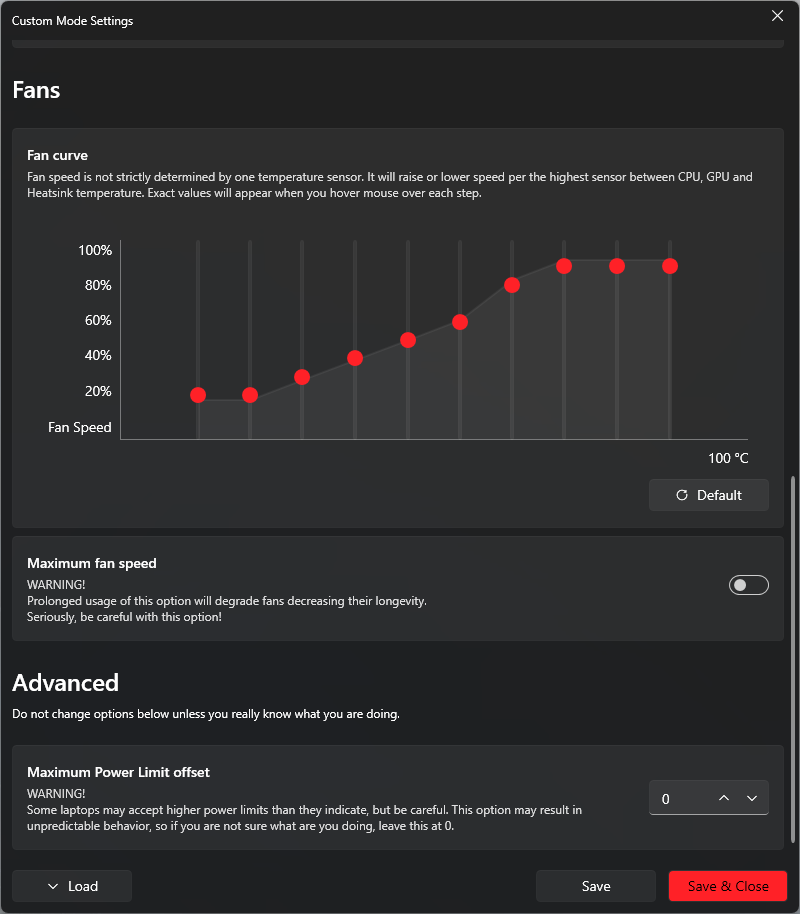 Custom Mode Settings
Fans
Fan curve
Fan speed is not strictly determined by one temperature sensor. It will raise or lower speed per the highest sensor between CPU, GPU and
Heatsink temperature. Exact values will appear when you hover mouse over each step.
100%
80%
60%
40%
20%
Fan Speed
100 °C
Default
Maximum fan speed
WARNING!
Prolonged usage of this option will degrade fans decreasing their longevity.
Seriously, be careful with this option!
Advanced
Do not change options below unless you really know what you are doing.
Maximum Power Limit offset
WARNING!
Some laptops may accept higher power limits than they indicate, but be careful. This option may result in
unpredictable behavior, so if you are not sure what are you doing, leave this at 0.
0
Load
Save
Save & Close